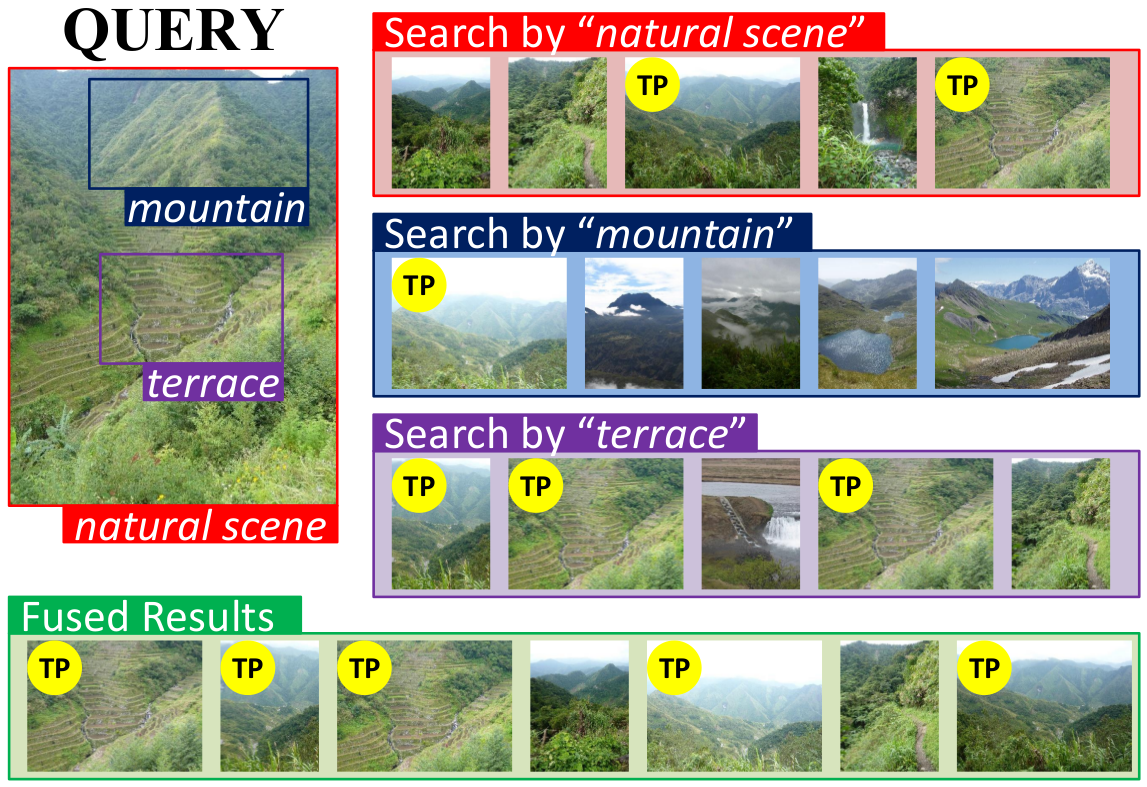 QUERY
mountain
terrace
natural scene
Search by “natural scene”
TP
TP
Search by “mountain”
TP
Search by “terrace”
TP
TP
TP
Fused Results
TP
TP
TP
TP
TP